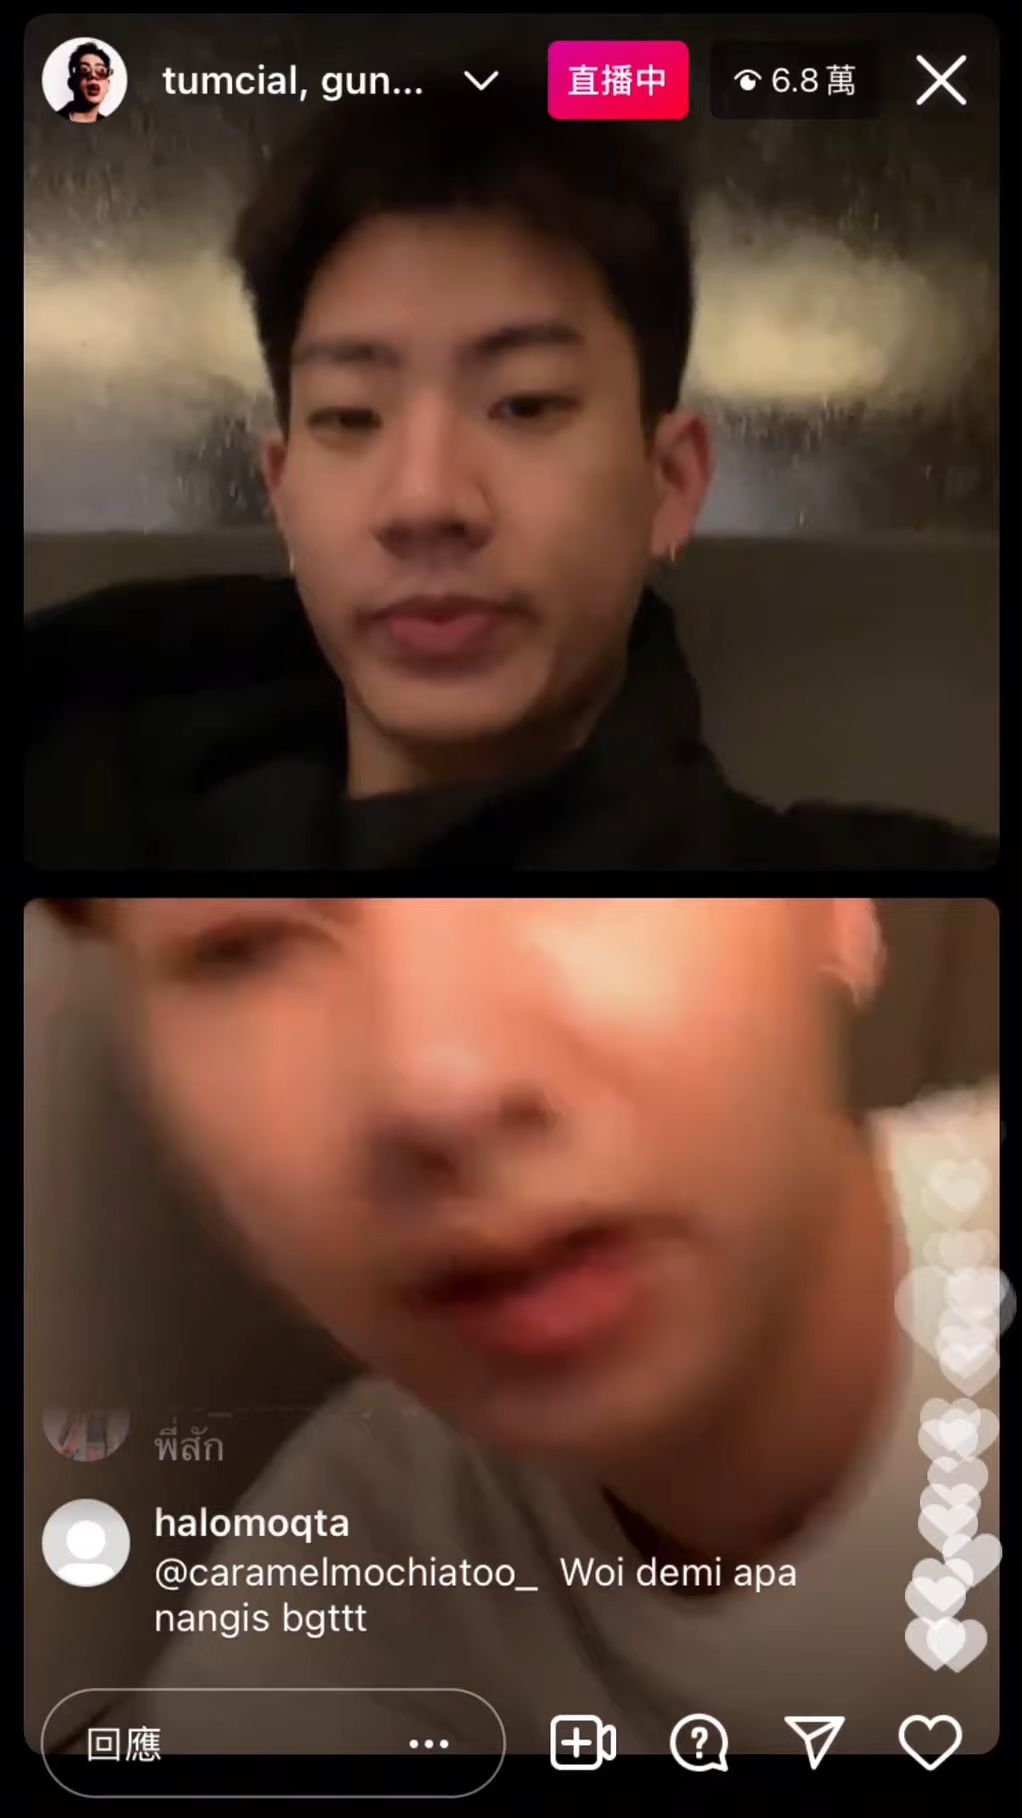 tumcial, gun...
直播中
6.8 萬
พี่สัก
halomoqta
@caramelmochiatoo_ Woi demi apa
nangis bgttt
回應